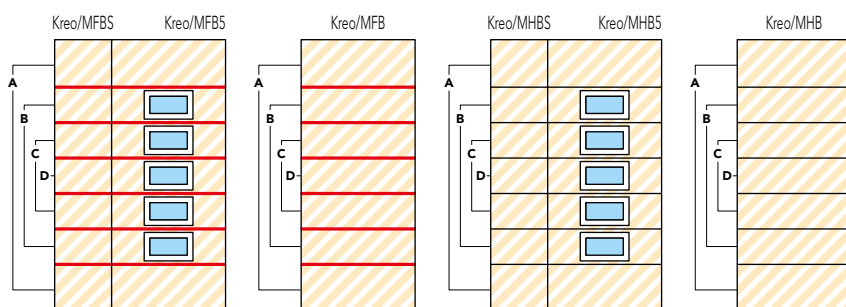 Kreo/MFBS Kreo/MFB5 Kreo/MFB Kreo/MHBS Kreo/MHB5 Kreo/MHB
A A A A
B B B B
C C C C
D D D D